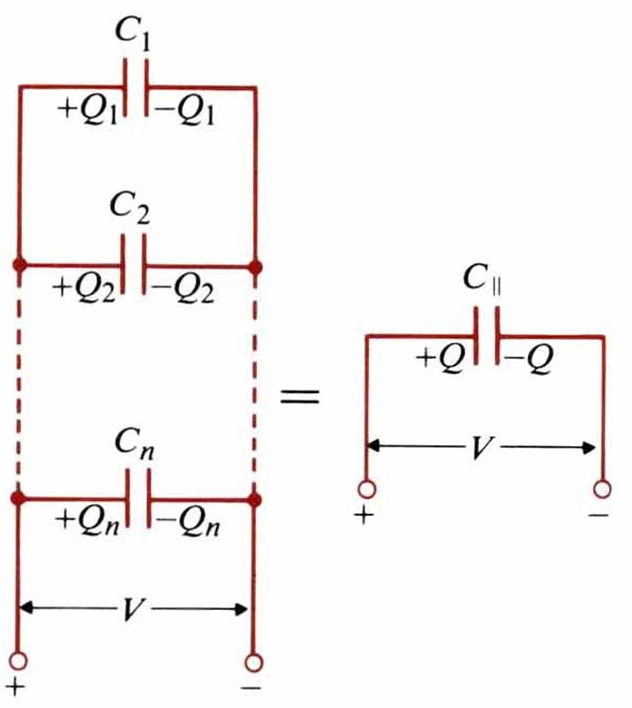 C₁
+Q₁ −Q₁
C₂
+Q₂ −Q₂
Cₙ
+Qₙ −Qₙ
V
+ −
=
C∥
+Q −Q
V
+ −